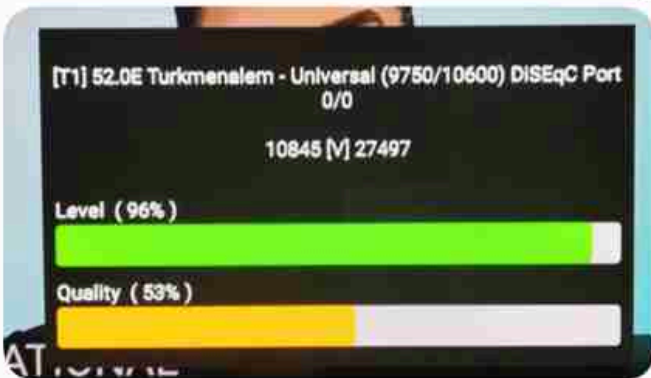 [T1] 52.0E Turkmenalem - Universal (9750/10600) DiSEqC Port
0/0
10845 [V] 27497
Level ( 96% )
Quality ( 53% )